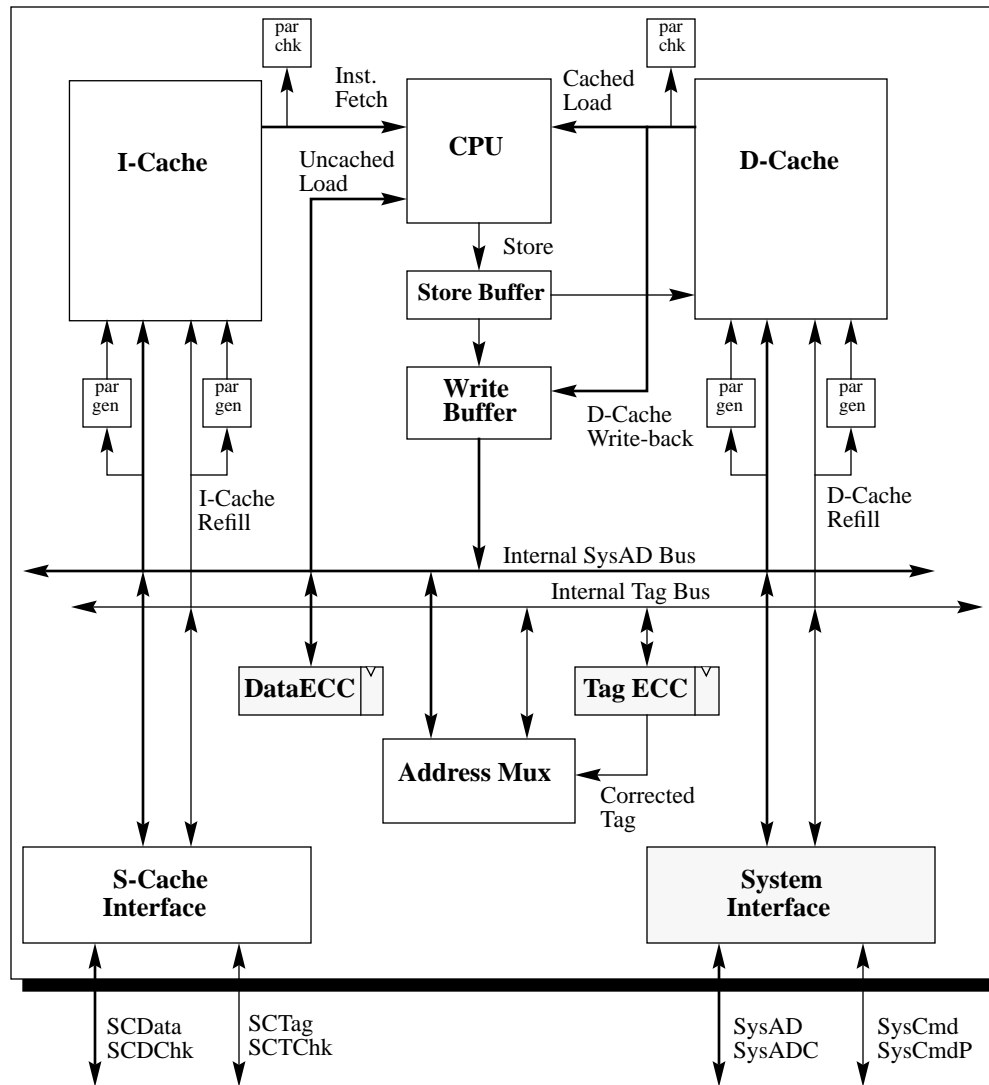 par
chk
par
chk
Inst.
Fetch
Cached
Load
I-Cache
CPU
D-Cache
Uncached
Load
Store
Store Buffer
par
gen
par
gen
Write
Buffer
par
gen
par
gen
D-Cache
Write-back
I-Cache
Refill
D-Cache
Refill
Internal SysAD Bus
Internal Tag Bus
DataECC
Tag ECC
Address Mux
Corrected
Tag
S-Cache
Interface
System
Interface
SCData
SCDChk
SCTag
SCTChk
SysAD
SysADC
SysCmd
SysCmdP